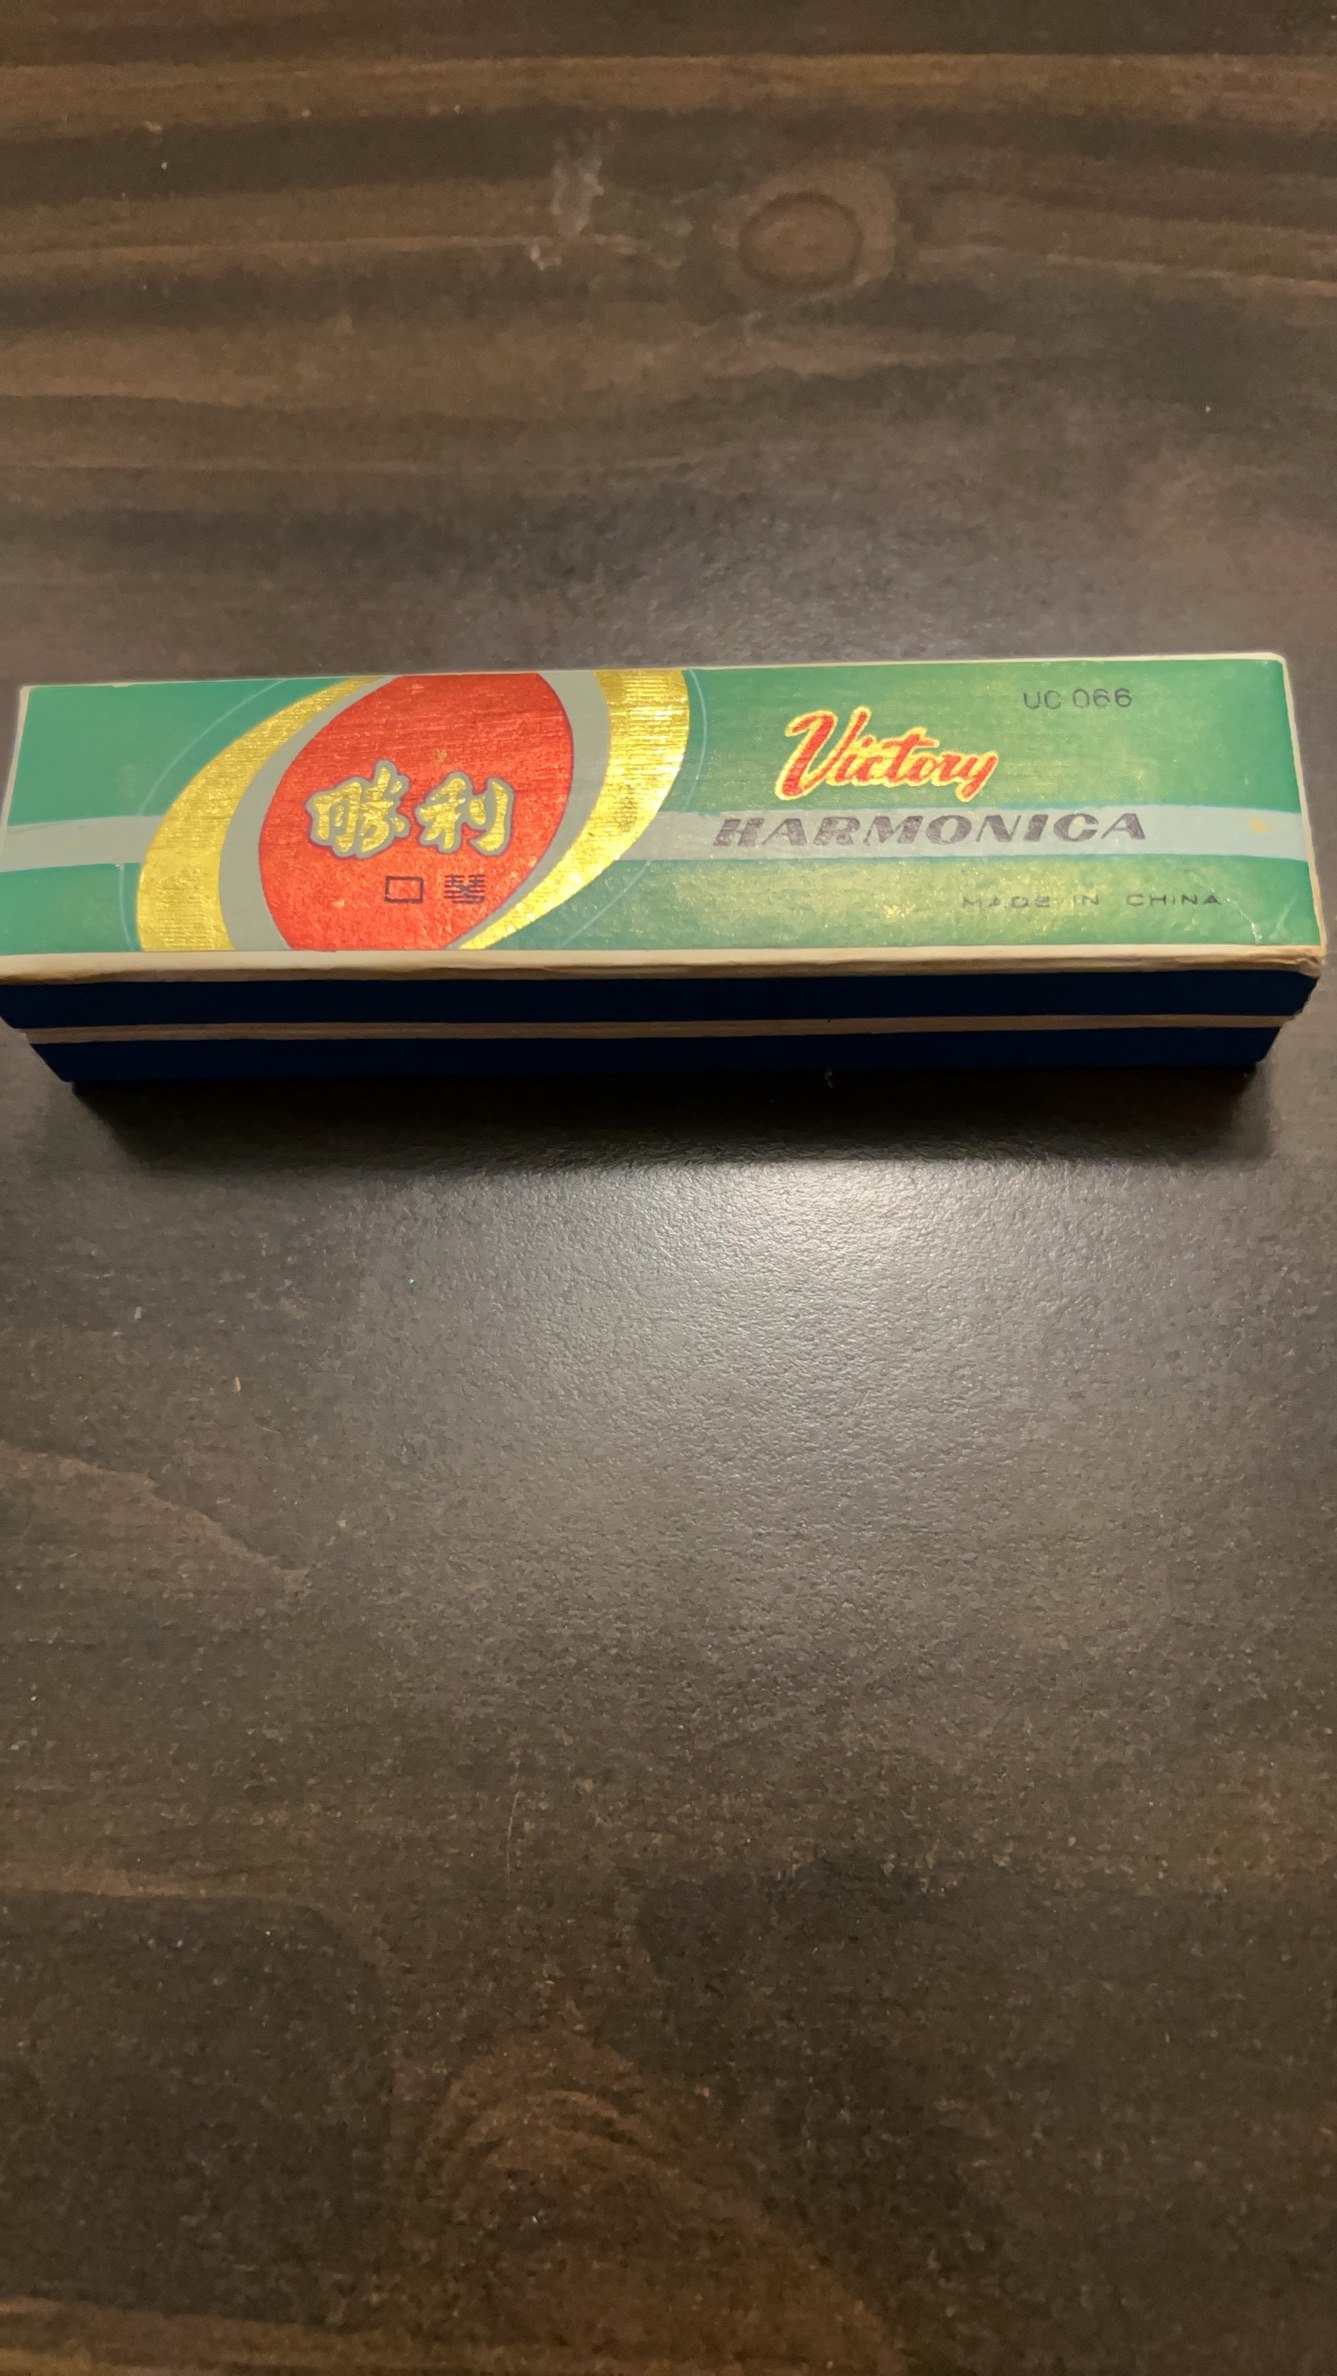 勝利
口琴
UC 066
Victory
HARMONICA
MADE IN CHINA